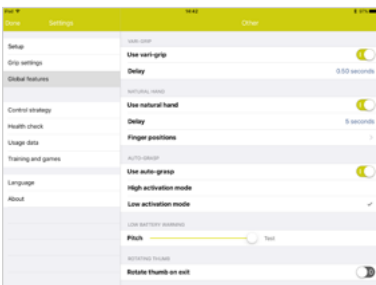 iPad
16:42
Done
Settings
Other
Setup
Grip settings
Global features
Control strategy
Health check
Usage data
Training and games
Language
About
VARI-GRIP
Use vari-grip
Delay
0.50 seconds
NATURAL HAND
Use natural hand
Delay
5 seconds
Finger positions
AUTO-GRASP
Use auto-grasp
High activation mode
Low activation mode
LOW BATTERY WARNING
Pitch
Test
ROTATING THUMB
Rotate thumb on exit